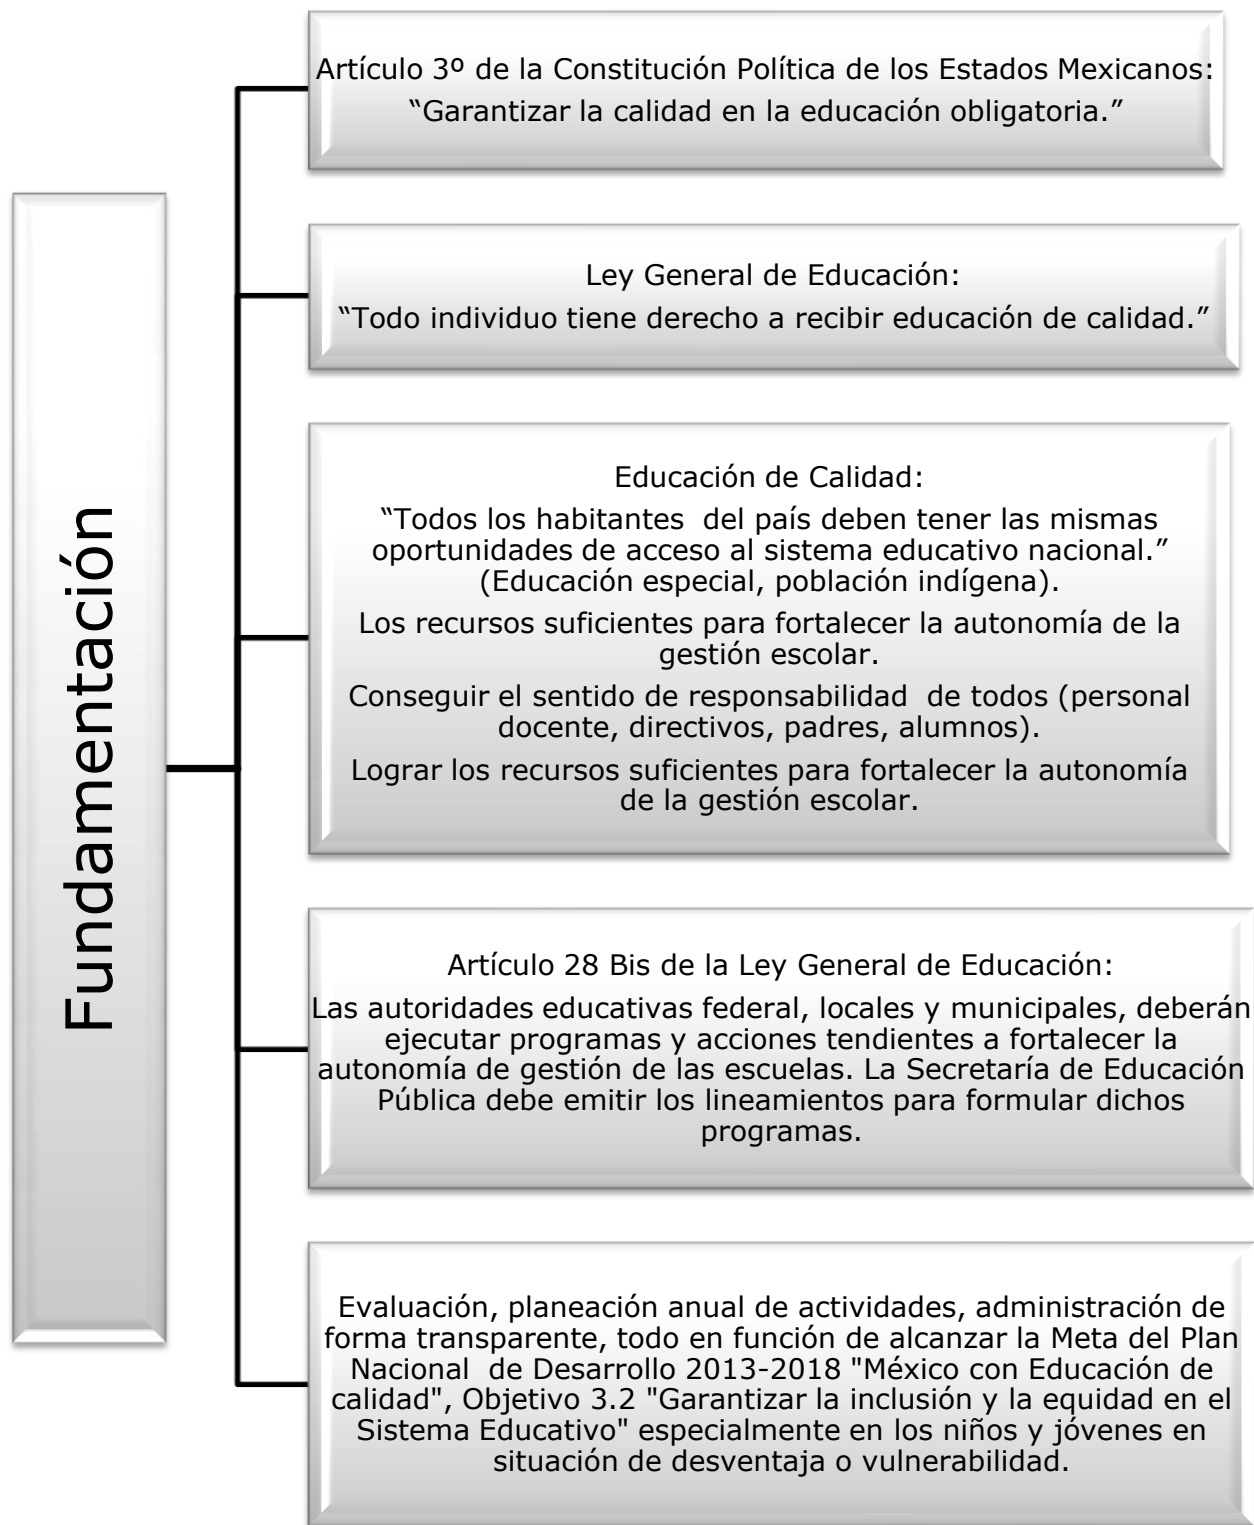 Fundamentación
Artículo 3º de la Constitución Política de los Estados Mexicanos:
“Garantizar la calidad en la educación obligatoria.”
Ley General de Educación:
“Todo individuo tiene derecho a recibir educación de calidad.”
Educación de Calidad:
“Todos los habitantes  del país deben tener las mismas
oportunidades de acceso al sistema educativo nacional.”
(Educación especial, población indígena).
Los recursos suficientes para fortalecer la autonomía de la
gestión escolar.
Conseguir el sentido de responsabilidad  de todos (personal
docente, directivos, padres, alumnos).
Lograr los recursos suficientes para fortalecer la autonomía
de la gestión escolar.
Artículo 28 Bis de la Ley General de Educación:
Las autoridades educativas federal, locales y municipales, deberán
ejecutar programas y acciones tendientes a fortalecer la
autonomía de gestión de las escuelas. La Secretaría de Educación
Pública debe emitir los lineamientos para formular dichos
programas.
Evaluación, planeación anual de actividades, administración de
forma transparente, todo en función de alcanzar la Meta del Plan
Nacional  de Desarrollo 2013-2018 "México con Educación de
calidad", Objetivo 3.2 "Garantizar la inclusión y la equidad en el
Sistema Educativo" especialmente en los niños y jóvenes en
situación de desventaja o vulnerabilidad.